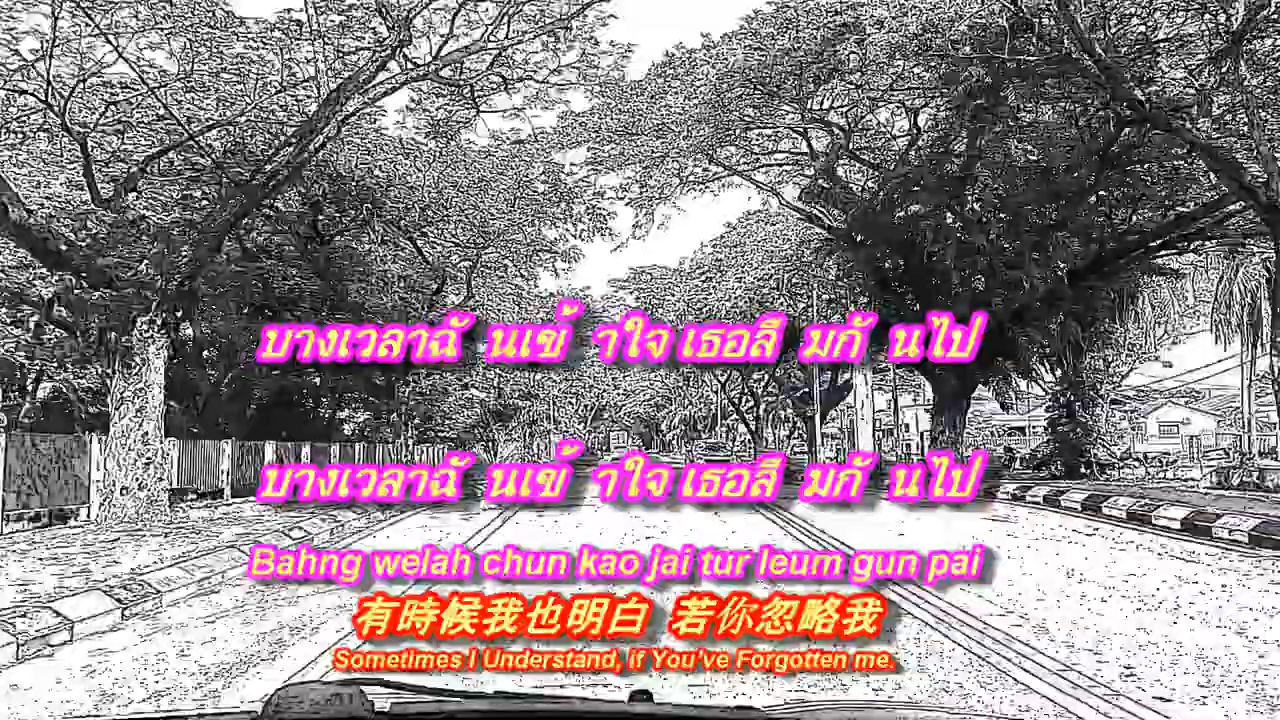 บางเวลาฉันเข้าใจ เธอลืมกันไป
บางเวลาฉันเข้าใจ เธอลืมกันไป
Bahng welah chun kao jai tur leum gun pai
有時候我也明白 若你忽略我
Sometimes I Understand, if You've Forgotten me.